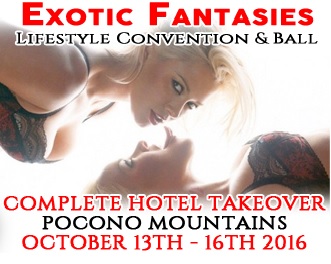 Exotic Fantasies
Lifestyle Convention & Ball
COMPLETE HOTEL TAKEOVER
POCONO MOUNTAINS
OCTOBER 13TH - 16TH 2016